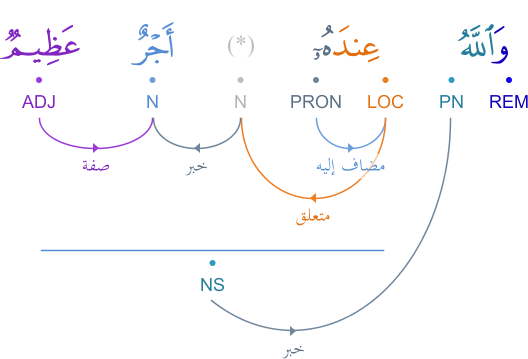 وَٱللَّهُ عِندَهُۥٓ (*) أَجْرٌ عَظِيمٌ
REM PN LOC PRON N N ADJ
صفة خبر مضاف إليه
متعلق
NS
خبر